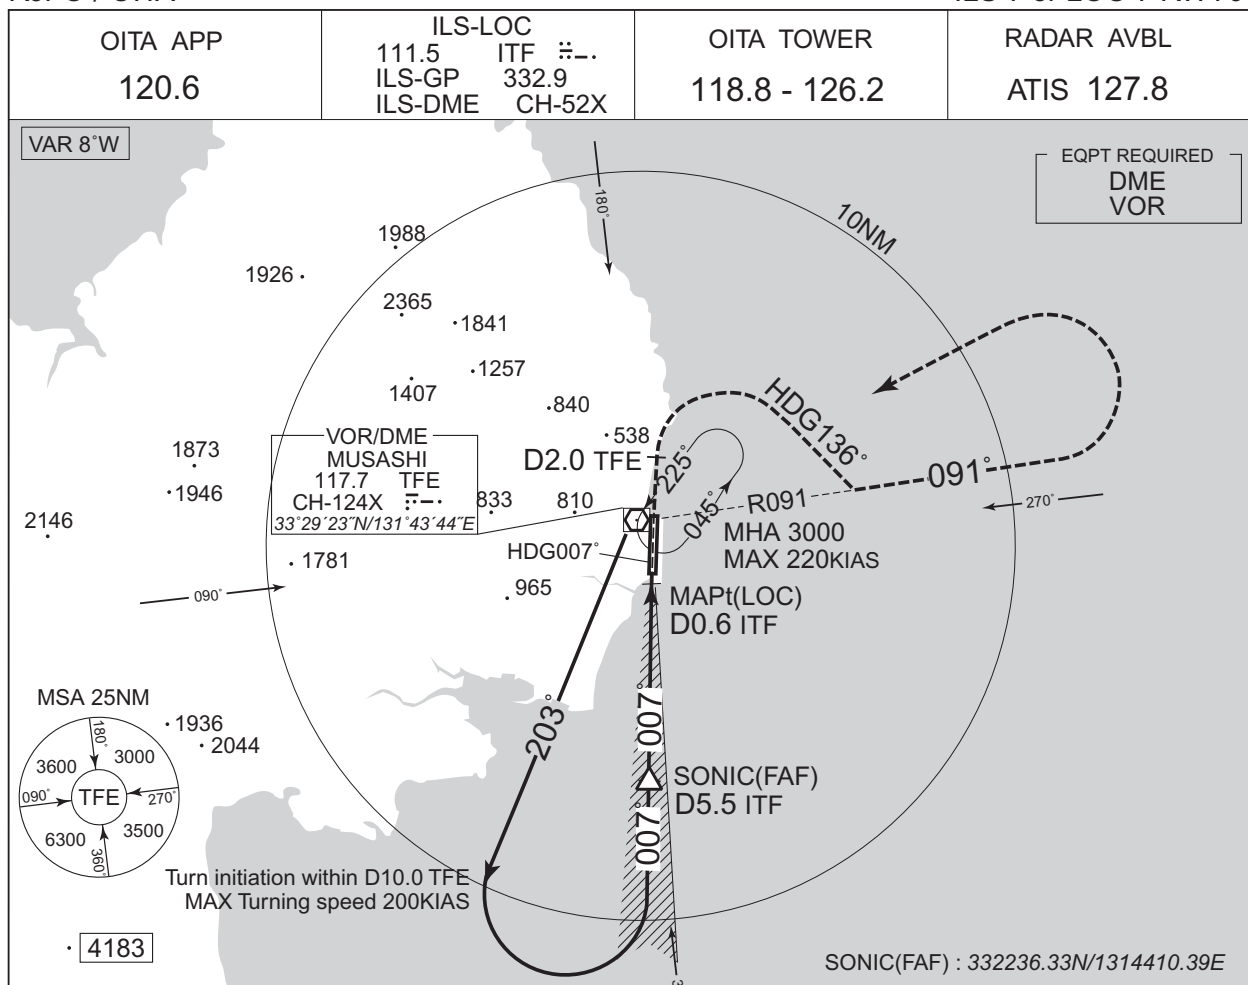 OITA APP
120.6
ILS-LOC
111.5 ITF
ILS-GP 332.9
ILS-DME CH-52X
OITA TOWER
118.8 - 126.2
RADAR AVBL
ATIS 127.8
VAR 8°W
EQPT REQUIRED
DME
VOR
180°
10NM
1988
1926
2365
1841
1257
1407
840
538
HDG136°
1873
1946
2146
VOR/DME
MUSASHI
117.7 TFE
CH-124X
33°29´23˝N/131°43´44˝E
D2.0 TFE
225°
045°
833
810
R091
091°
270°
MHA 3000
MAX 220KIAS
HDG007°
1781
965
090°
MAPt(LOC)
D0.6 ITF
203°
007°
SONIC(FAF)
D5.5 ITF
007°
MSA 25NM
180°
3600
3000
090°
TFE
270°
6300
3500
360°
1936
2044
Turn initiation within D10.0 TFE
MAX Turning speed 200KIAS
4183
SONIC(FAF) : 332236.33N/1314410.39E